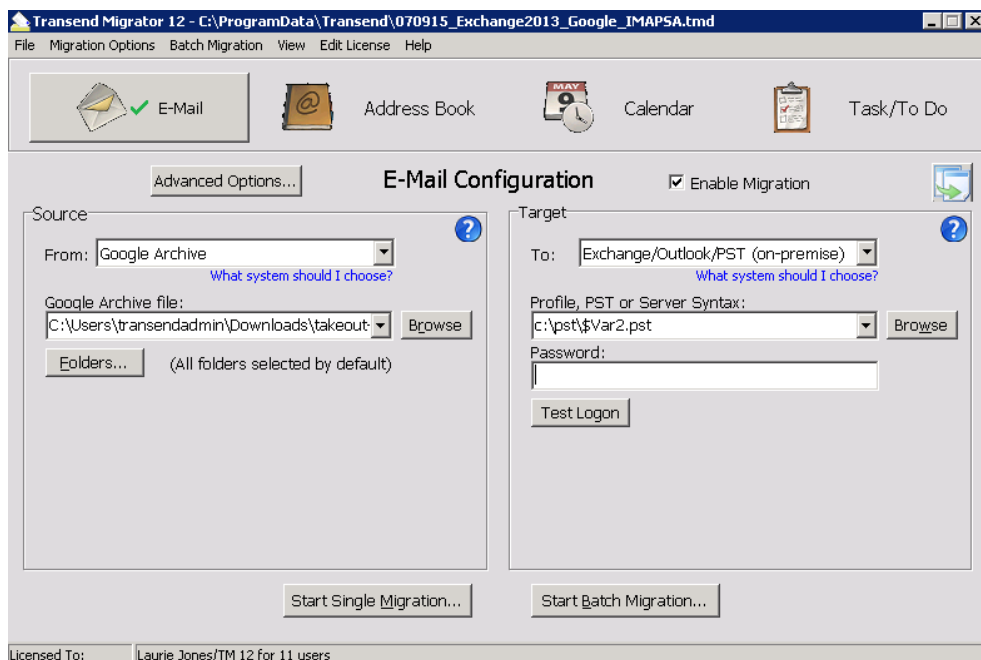 Transend Migrator 12 - C:\ProgramData\Transend\070915_Exchange2013_Google_IMAPSA.tmd
File Migration Options Batch Migration View Edit License Help
E-Mail Address Book MAY 9 Calendar Task/To Do
Advanced Options... E-Mail Configuration Enable Migration
Source Target
From: Google Archive To: Exchange/Outlook/PST (on-premise)
What system should I choose? What system should I choose?
Google Archive file: Profile, PST or Server Syntax:
C:\Users\transendadmin\Downloads\takeout- Browse c:\pst\$Var2.pst Browse
Folders... (All folders selected by default) Password:
Test Logon
Start Single Migration... Start Batch Migration...
Licensed To: Laurie Jones/TM 12 for 11 users